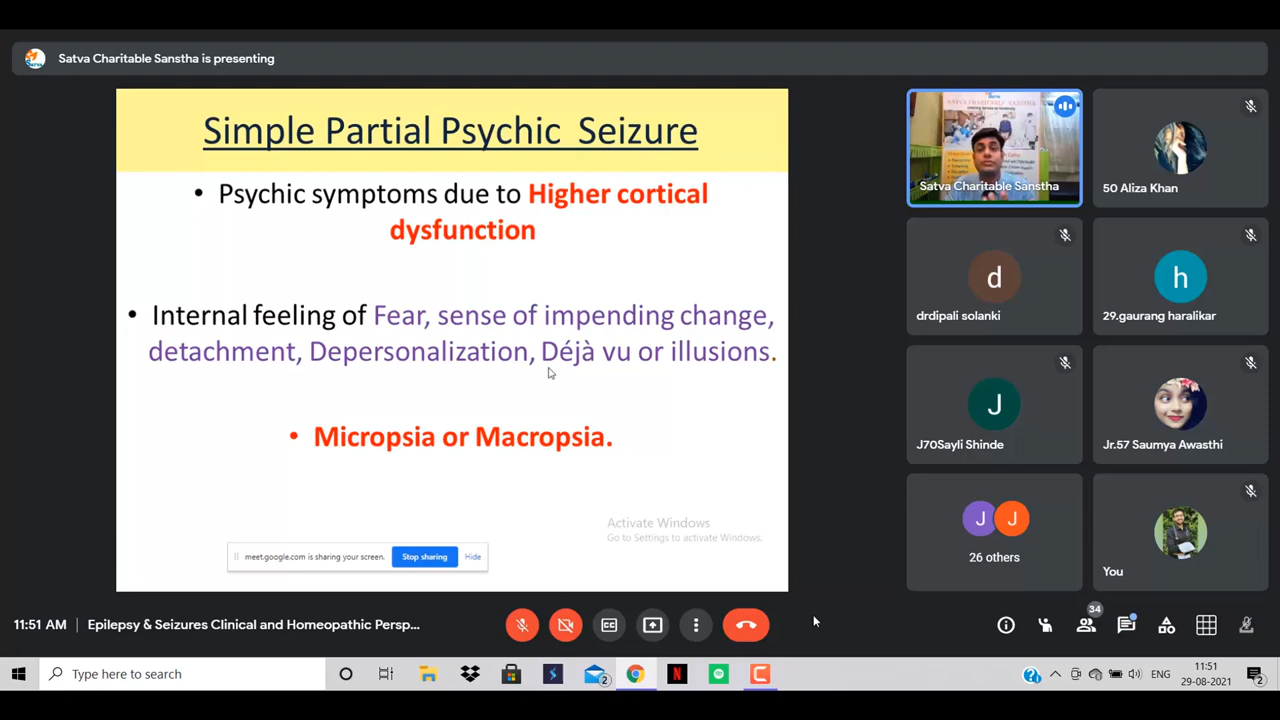 Satva Charitable Sanstha is presenting
Simple Partial Psychic Seizure
• Psychic symptoms due to Higher cortical
dysfunction
• Internal feeling of Fear, sense of impending change,
detachment, Depersonalization, Déjà vu or illusions.
• Micropsia or Macropsia.
Activate Windows
Go to Settings to activate Windows.
meet.google.com is sharing your screen.
Stop sharing
Hide
SATVA CHARITABLE SANSTHA
Satva Charitable Sanstha
50 Aliza Khan
d
drdipali solanki
h
29.gaurang haralikar
J
J70Sayli Shinde
Jr.57 Saumya Awasthi
J J
26 others
You
11:51 AM
Epilepsy & Seizures Clinical and Homeopathic Persp...
34
Type here to search
2
N
ENG
11:51
29-08-2021
2